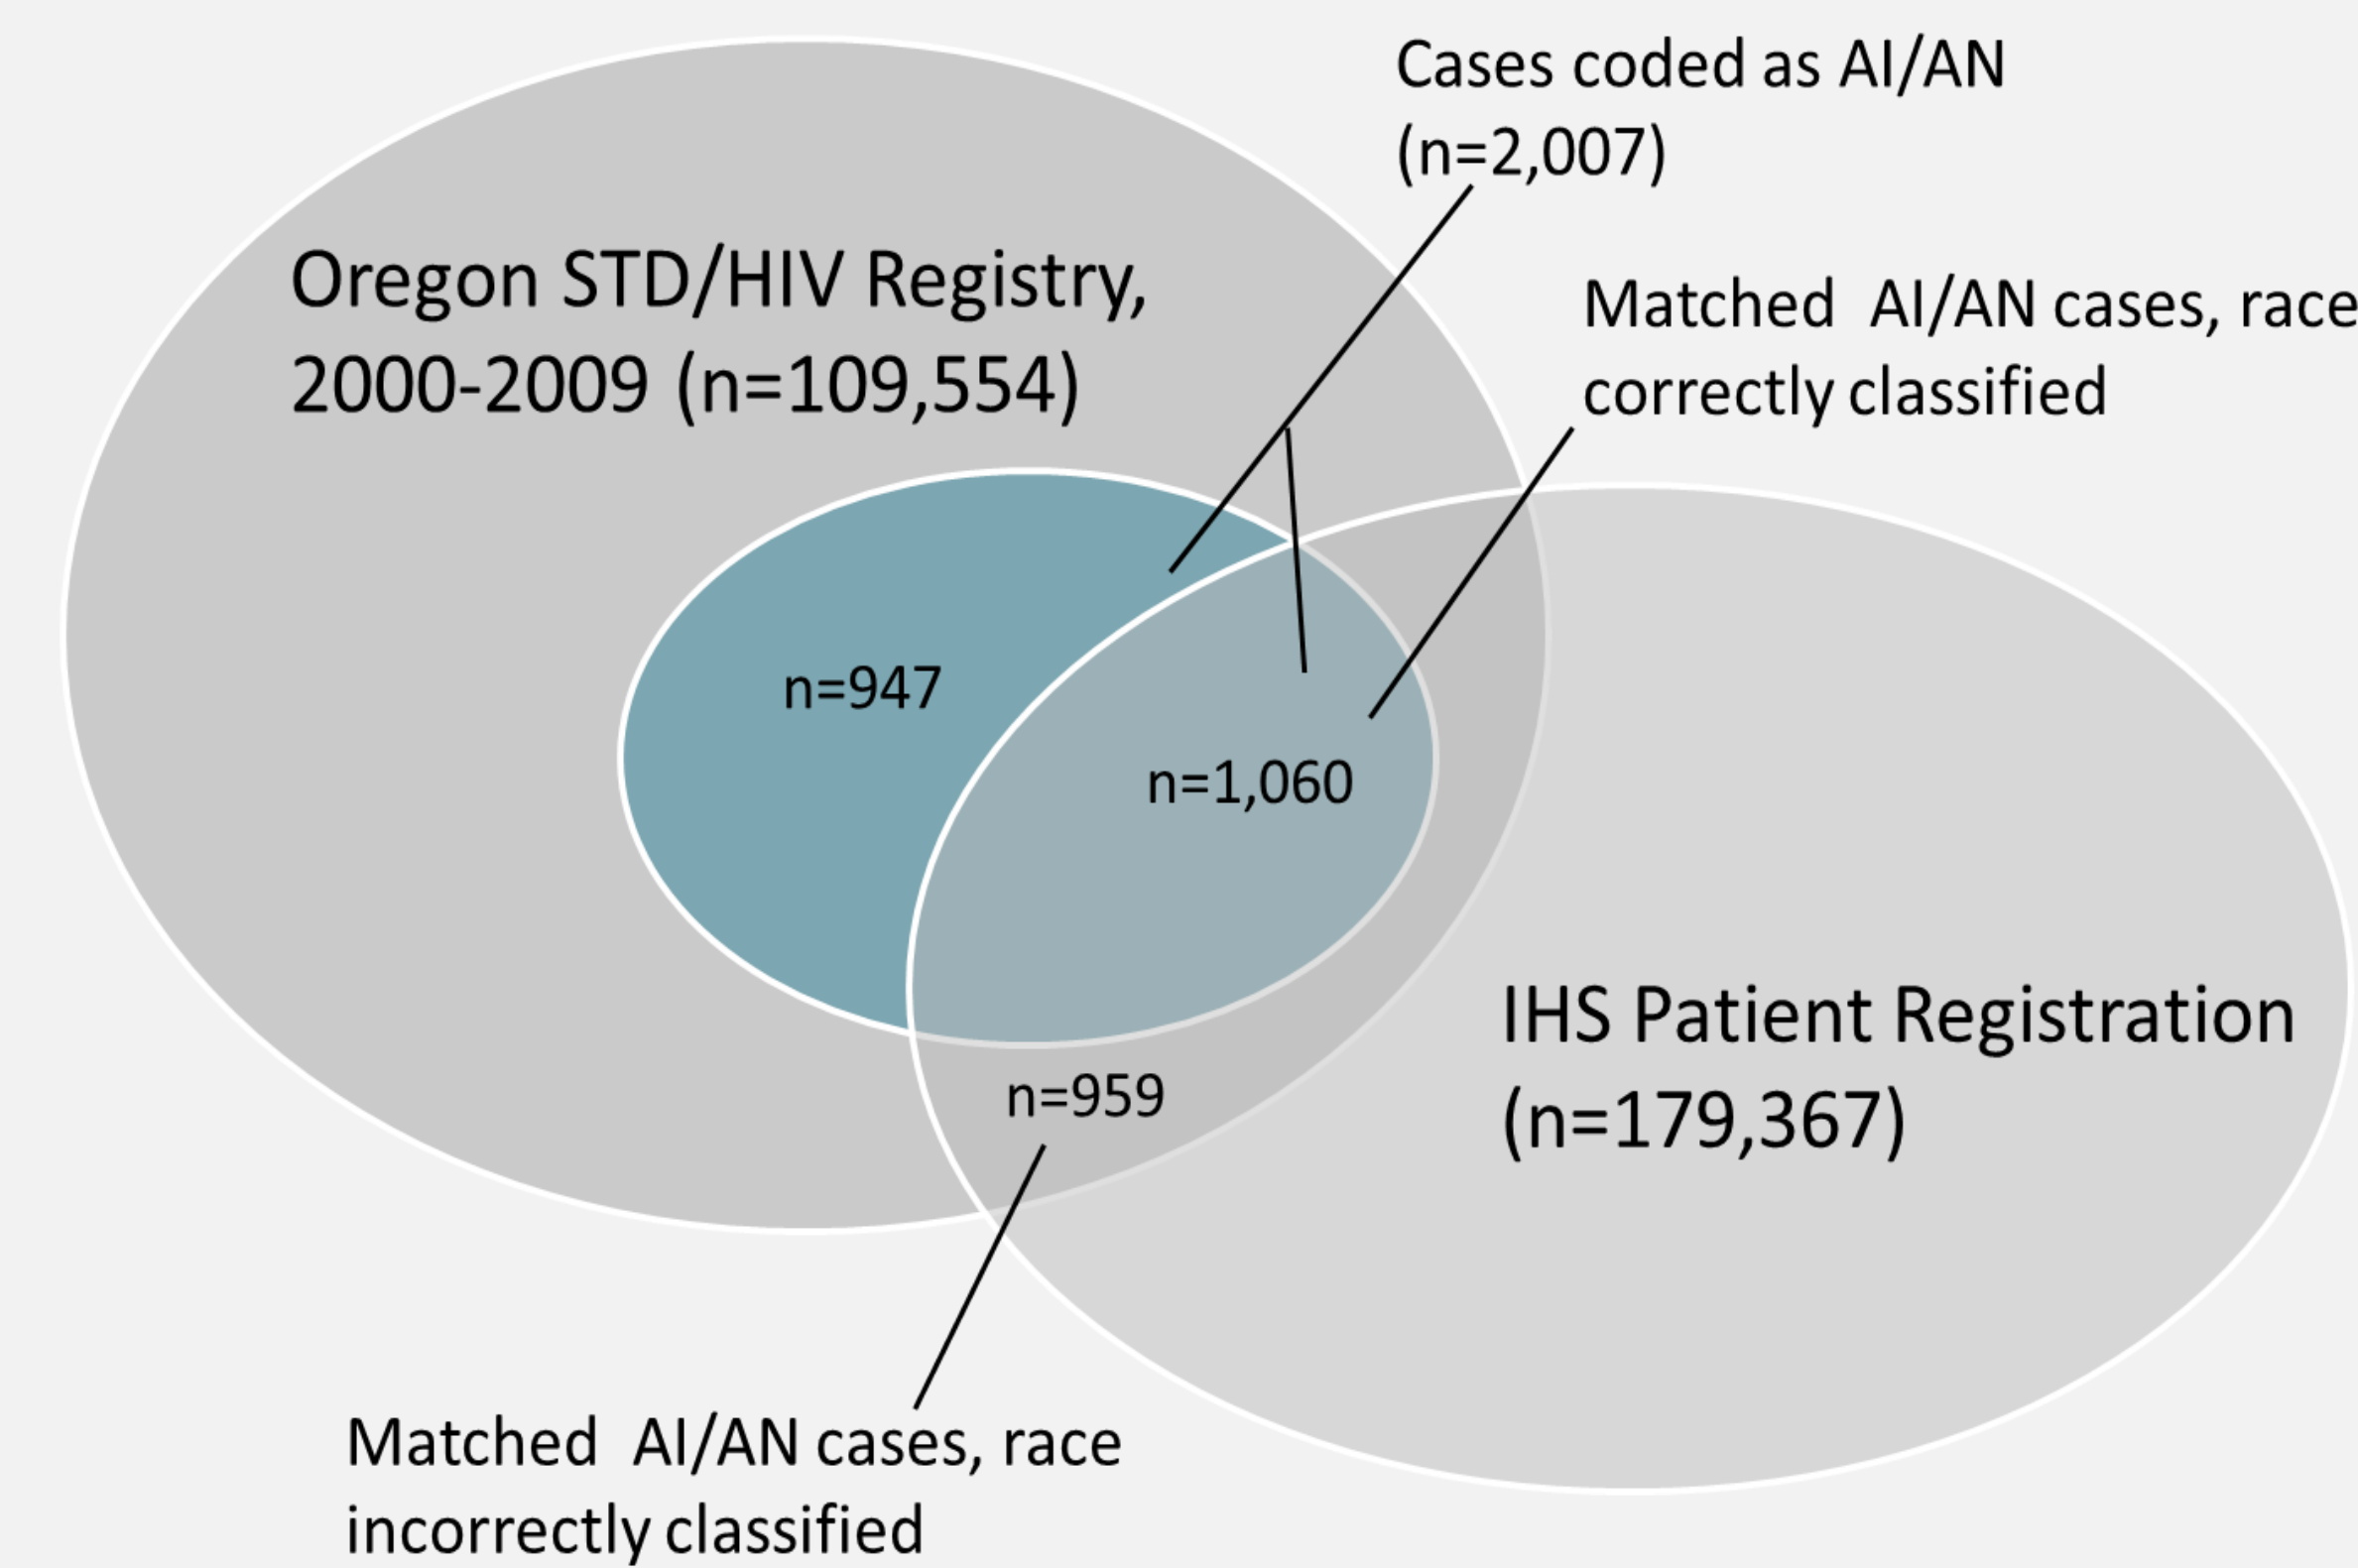 Cases coded as AI/AN
(n=2,007)
Oregon STD/HIV Registry,
2000-2009 (n=109,554)
Matched  AI/AN cases, race
correctly classified
n=947
n=1,060
IHS Patient Registration
(n=179,367)
n=959
Matched  AI/AN cases, race
incorrectly classified